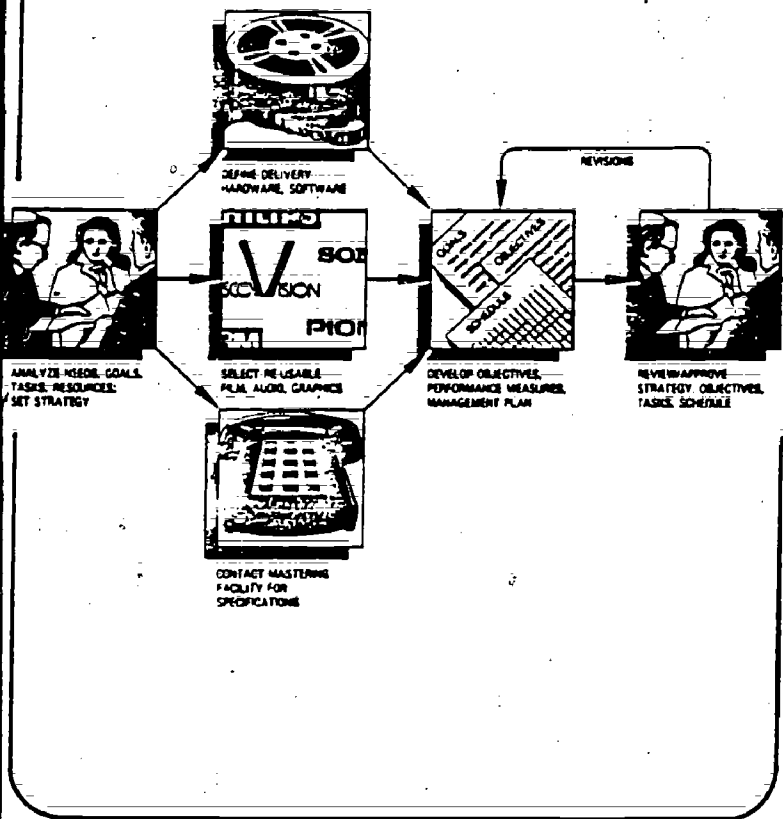 DEFINE DELIVERY
HARDWARE, SOFTWARE
REVISIONS
GOALS
OBJECTIVES
SCHEDULE
ANALYZE NEEDS, GOALS,
TASKS, RESOURCES;
SET STRATEGY
SELECT RE-USABLE
FILM, AUDIO, GRAPHICS
DEVELOP OBJECTIVES,
PERFORMANCE MEASURES,
MANAGEMENT PLAN
REVIEW/APPROVE
STRATEGY, OBJECTIVES,
TASKS, SCHEDULE
CONTACT MASTERING
FACILITY FOR
SPECIFICATIONS